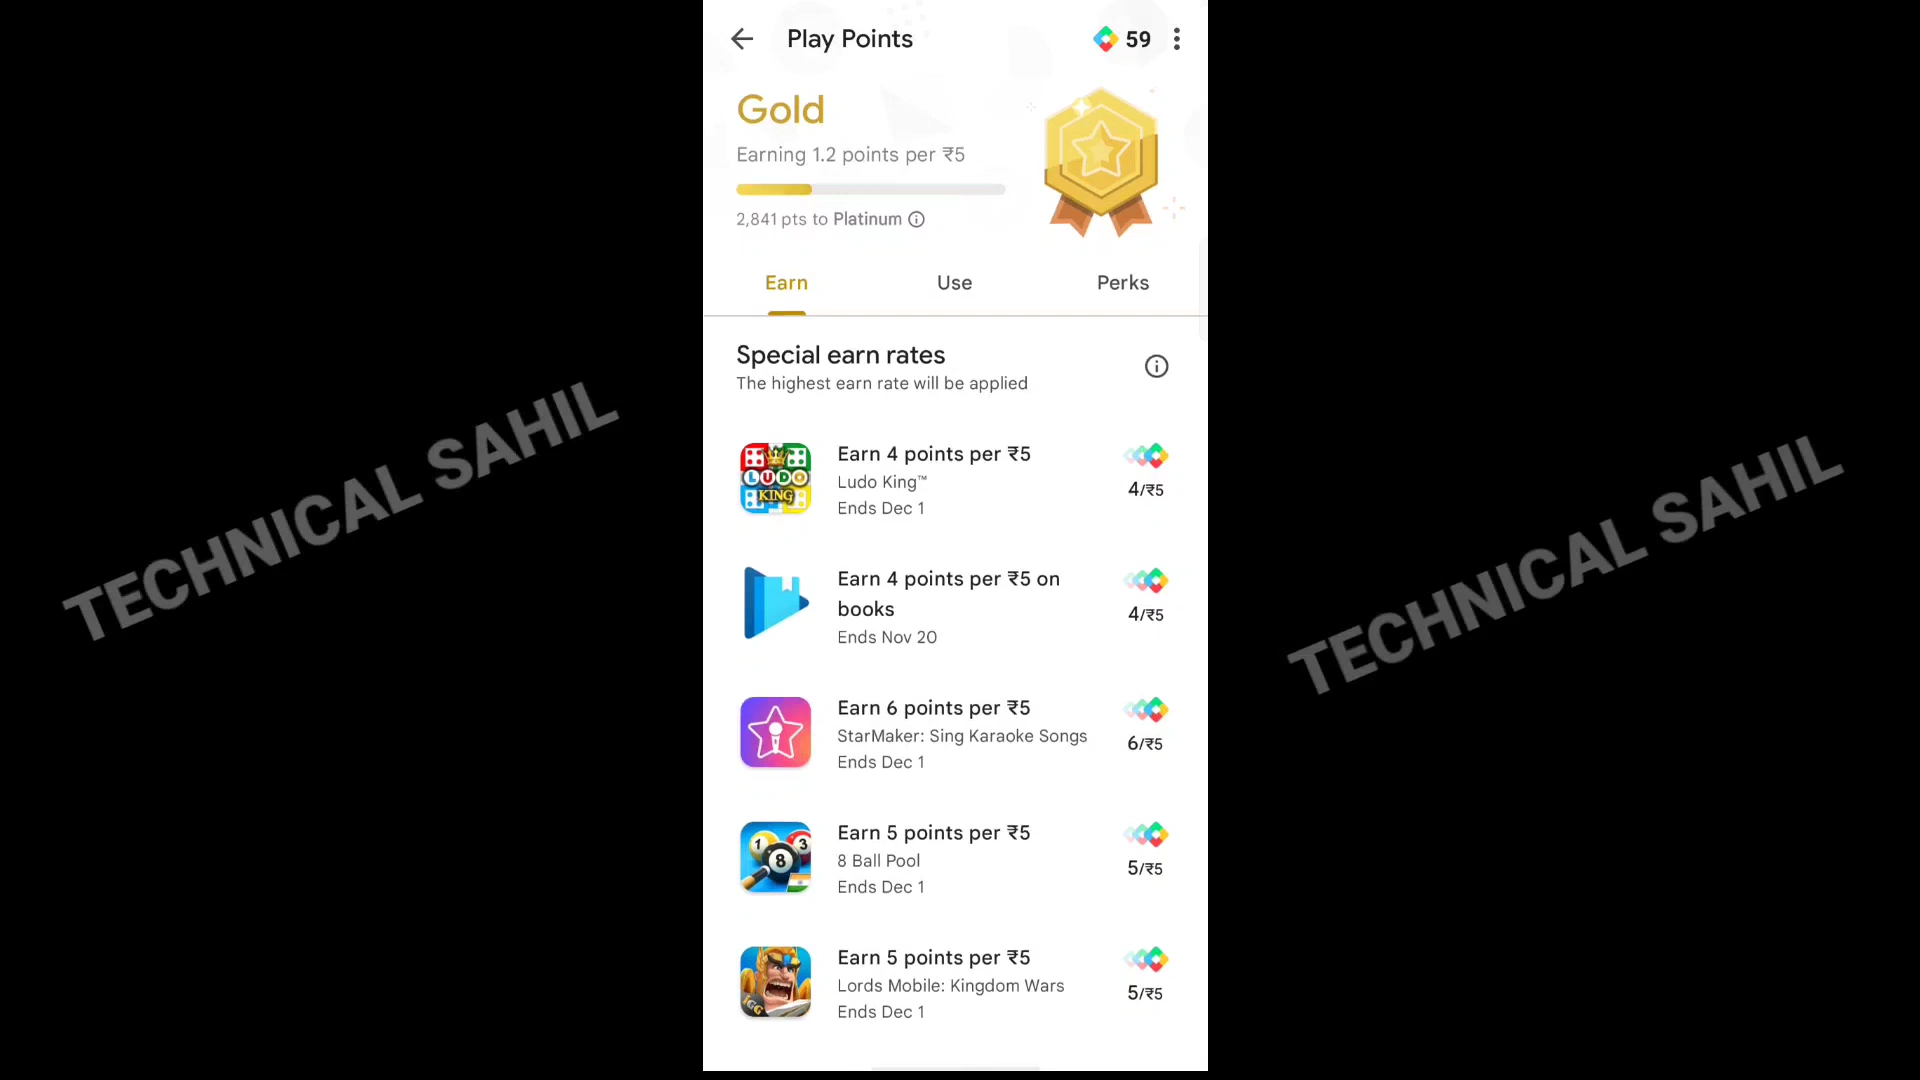 Play Points
59
Gold
Earning 1.2 points per ₹5
2,841 pts to Platinum
Earn
Use
Perks
Special earn rates
The highest earn rate will be applied
LUDO
KING
Earn 4 points per ₹5
Ludo King™
Ends Dec 1
4/₹5
Earn 4 points per ₹5 on
books
Ends Nov 20
4/₹5
Earn 6 points per ₹5
StarMaker: Sing Karaoke Songs
Ends Dec 1
6/₹5
1
3
8
Earn 5 points per ₹5
8 Ball Pool
Ends Dec 1
5/₹5
IGG
Earn 5 points per ₹5
Lords Mobile: Kingdom Wars
Ends Dec 1
5/₹5
TECHNICAL SAHIL
TECHNICAL SAHIL